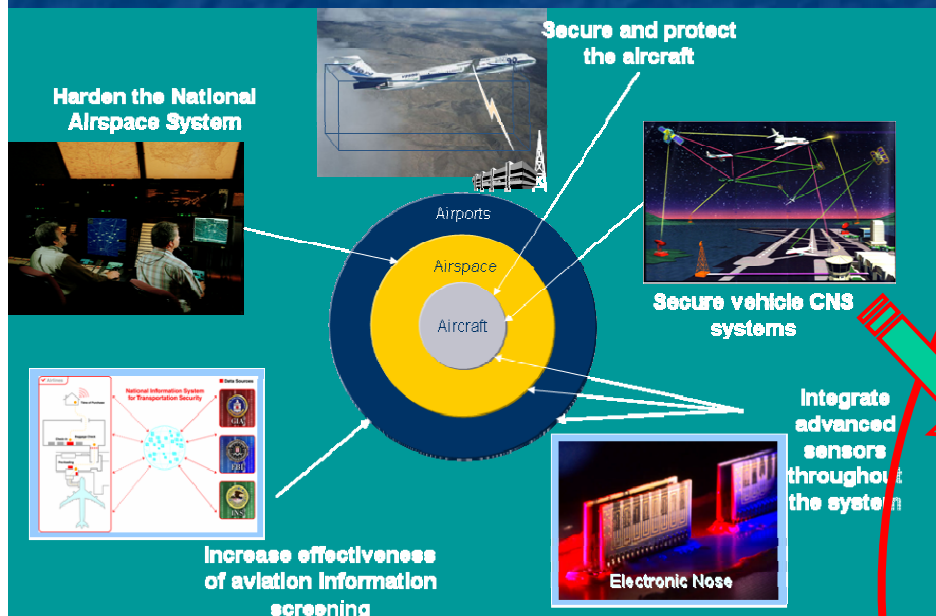 Secure and protect
the aircraft
Harden the National
Airspace System
Airports
Airspace
Aircraft
Secure vehicle CNS
systems
National Information System
for Transportation Security
Data Sources
CIA
FBI
INS
Integrate
advanced
sensors
throughout
the system
Electronic Nose
Increase effectiveness
of aviation information
screening